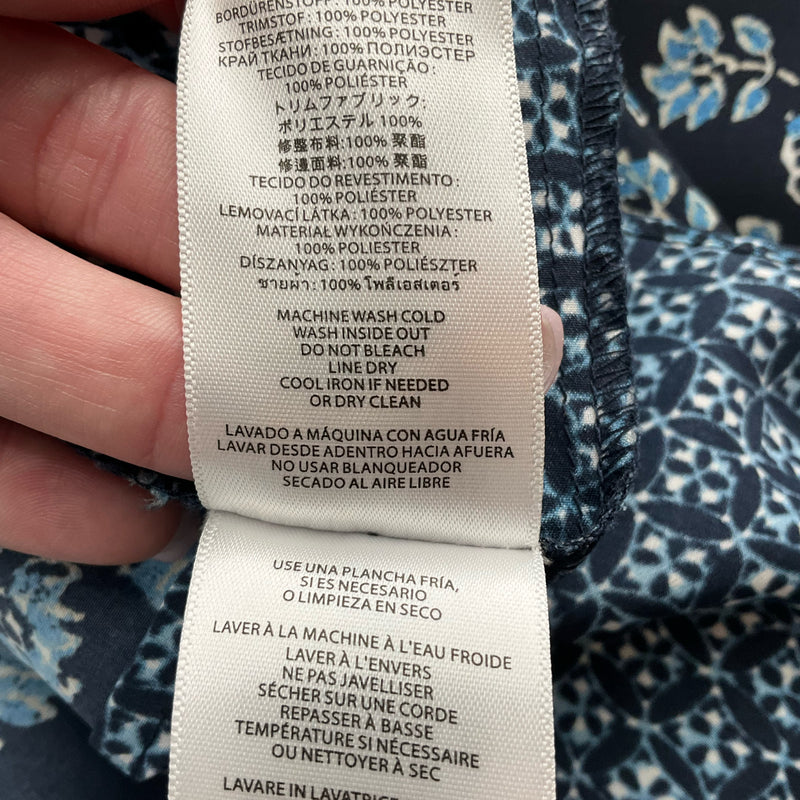 BORDÜRENSTOFF: 100% POLYESTER
TRIMSTOF: 100% POLYESTER
STOFBESÆTNING: 100% POLYESTER
КРАЙ ТКАНИ: 100% ПОЛИЭСТЕР
TECIDO DE GUARNIÇÃO:
100% POLIÉSTER
トリムファブリック:
ポリエステル 100%
修整布料: 100% 聚酯
修邊面料: 100% 聚酯
TECIDO DO REVESTIMENTO:
100% POLIÉSTER
LEMOVACÍ LÁTKA: 100% POLYESTER
MATERIAŁ WYKOŃCZENIA:
100% POLIESTER
DÍSZANYAG: 100% POLIÉSZTER
ชายผ้า: 100% โพลีเอสเตอร์
MACHINE WASH COLD
WASH INSIDE OUT
DO NOT BLEACH
LINE DRY
COOL IRON IF NEEDED
OR DRY CLEAN
LAVADO A MÁQUINA CON AGUA FRÍA
LAVAR DESDE ADENTRO HACIA AFUERA
NO USAR BLANQUEADOR
SECADO AL AIRE LIBRE
USE UNA PLANCHA FRÍA,
SI ES NECESARIO
O LIMPIEZA EN SECO
LAVER À LA MACHINE À L'EAU FROIDE
LAVER À L'ENVERS
NE PAS JAVELLISER
SÉCHER SUR UNE CORDE
REPASSER À BASSE
TEMPÉRATURE SI NÉCESSAIRE
OU NETTOYER À SEC
LAVARE IN LAVATRICE